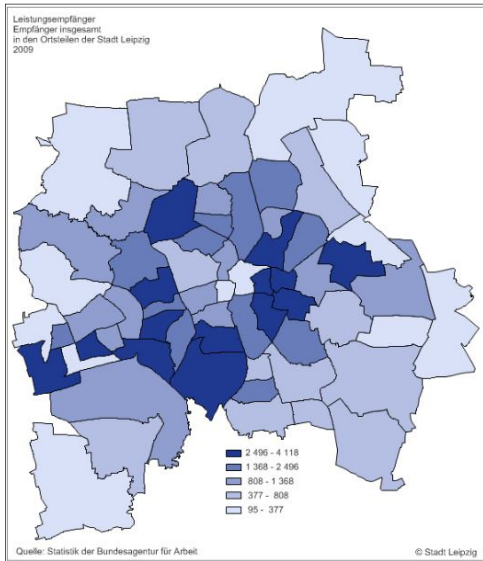 Leistungsempfänger
Empfänger insgesamt
in den Ortsteilen der Stadt Leipzig
2009
2 496 - 4 118
1 368 - 2 496
808 - 1 368
377 - 808
95 - 377
Quelle: Statistik der Bundesagentur für Arbeit
© Stadt Leipzig